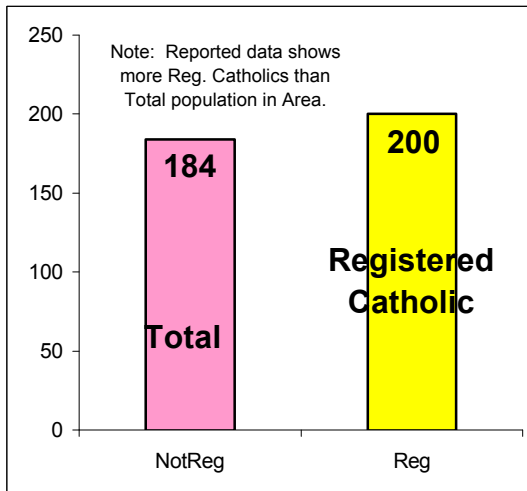 250
200
150
100
50
0
Note:  Reported data shows
more Reg. Catholics than
Total population in Area.
184
Total
200
Registered
Catholic
NotReg
Reg